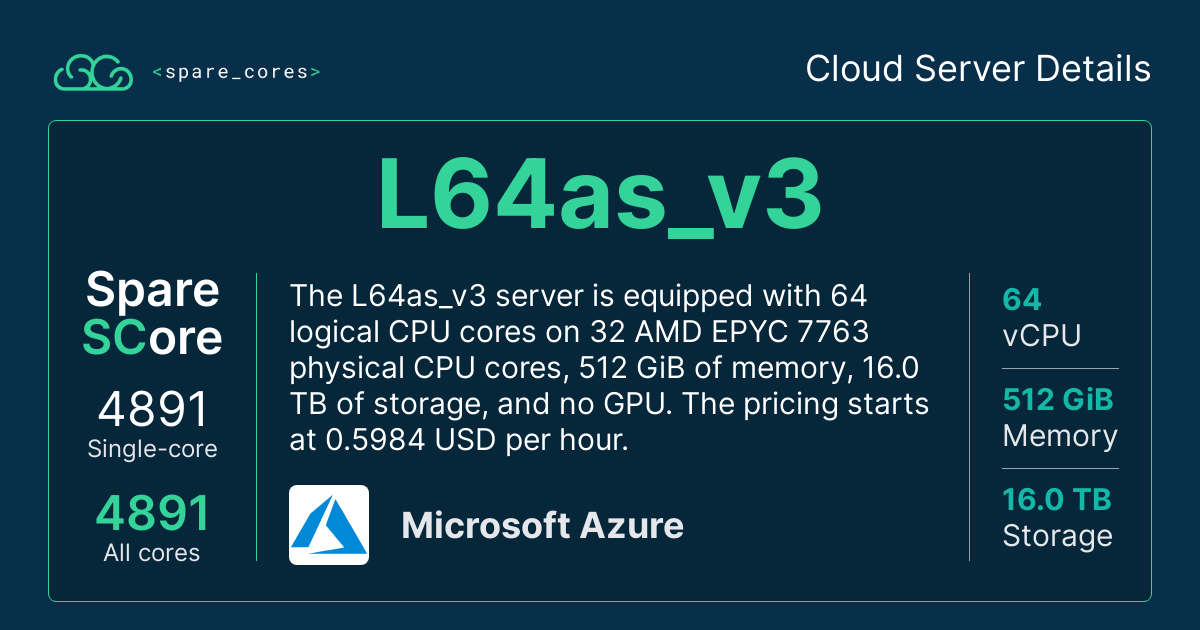 <spare_cores>
Cloud Server Details
L64as_v3
Spare
SCore
4891
Single-core
4891
All cores
The L64as_v3 server is equipped with 64
logical CPU cores on 32 AMD EPYC 7763
physical CPU cores, 512 GiB of memory, 16.0
TB of storage, and no GPU. The pricing starts
at 0.5984 USD per hour.
Microsoft Azure
64
vCPU
512 GiB
Memory
16.0 TB
Storage